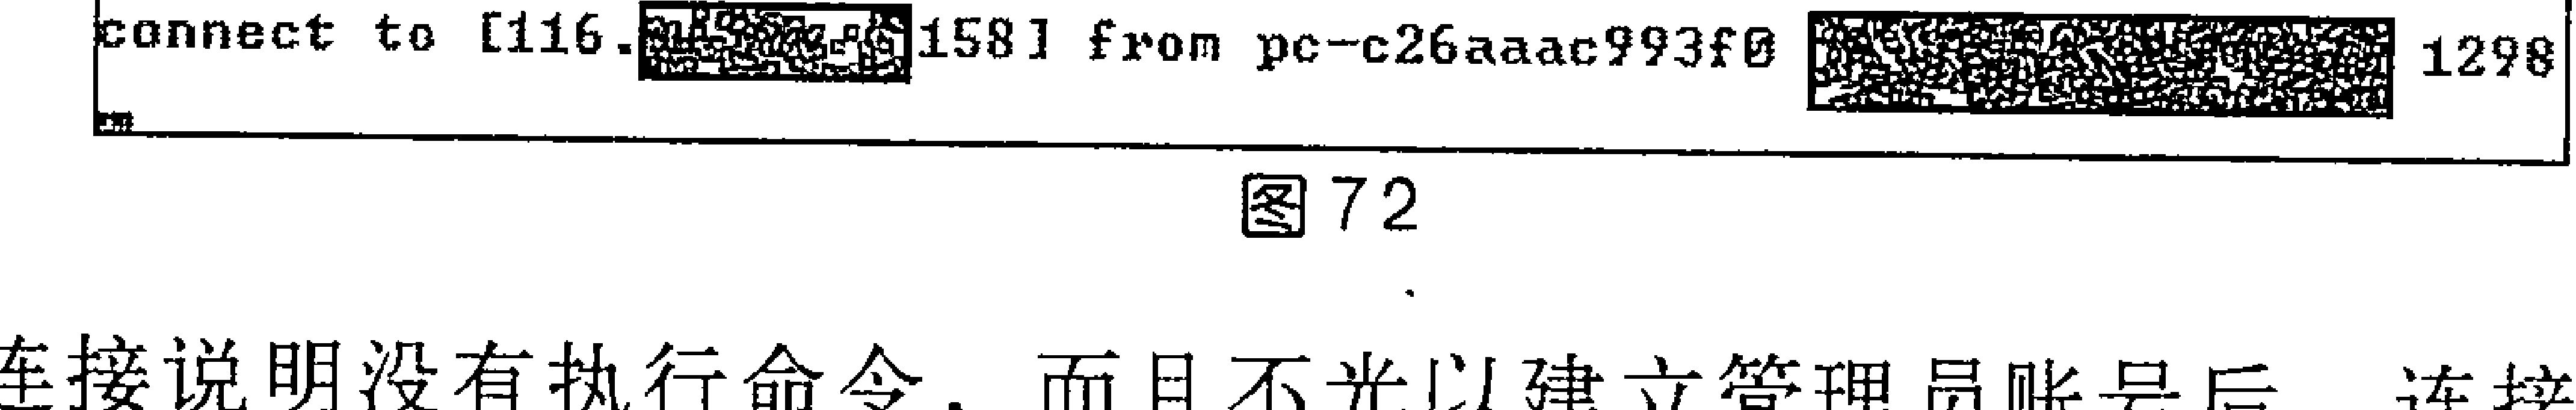 connect to [116. 158] from pc-c26aaac993f0 1298
图72
连接说明没有执行命令，而且不光以建立管理员账号后，连接